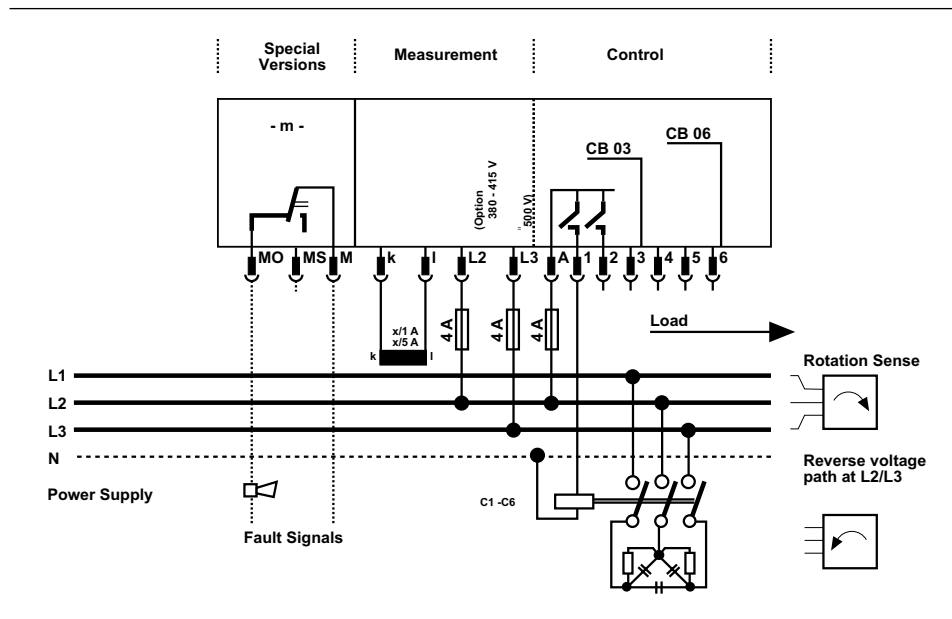 Special
Versions
Measurement
Control
- m -
CB 03
CB 06
(Option
380 - 415 V
= 500 V)
MO
MS
M
k
l
L2
L3
A
1
2
3
4
5
6
x/1 A
x/5 A
k
l
4 A
4 A
4 A
Load
Rotation Sense
L1
L2
L3
N
Reverse voltage
path at L2/L3
Power Supply
C1 -C6
Fault Signals